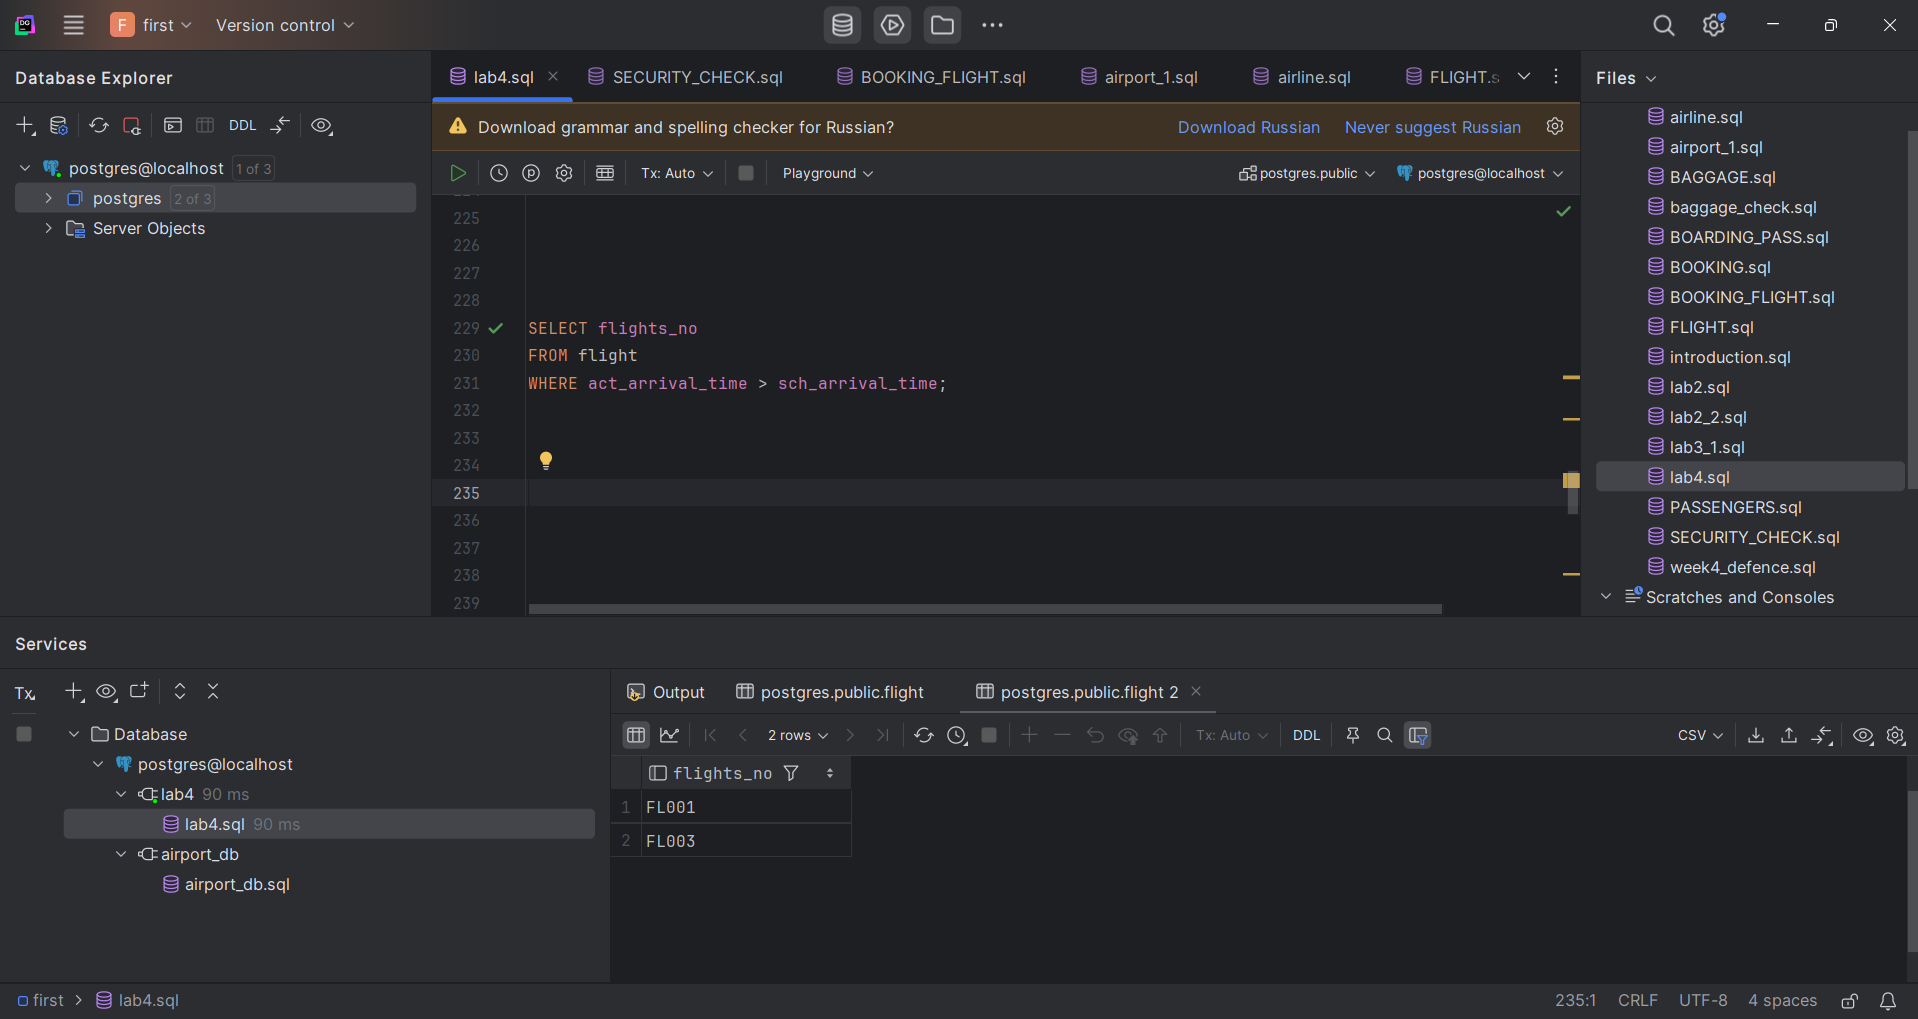 F first Version control
Database Explorer
lab4.sql SECURITY_CHECK.sql BOOKING_FLIGHT.sql airport_1.sql airline.sql FLIGHT.s
Files
DDL
Download grammar and spelling checker for Russian? Download Russian Never suggest Russian
Tx: Auto Playground postgres.public postgres@localhost
postgres@localhost 1 of 3
postgres 2 of 3
Server Objects
225
226
227
228
229 SELECT flights_no
230 FROM flight
231 WHERE act_arrival_time > sch_arrival_time;
232
233
234
235
236
237
238
239
airline.sql
airport_1.sql
BAGGAGE.sql
baggage_check.sql
BOARDING_PASS.sql
BOOKING.sql
BOOKING_FLIGHT.sql
FLIGHT.sql
introduction.sql
lab2.sql
lab2_2.sql
lab3_1.sql
lab4.sql
PASSENGERS.sql
SECURITY_CHECK.sql
week4_defence.sql
Scratches and Consoles
Services
Tx
Database
postgres@localhost
lab4 90 ms
lab4.sql 90 ms
airport_db
airport_db.sql
Output postgres.public.flight postgres.public.flight 2
2 rows Tx: Auto DDL CSV
flights_no
1 FL001
2 FL003
first > lab4.sql
235:1 CRLF UTF-8 4 spaces